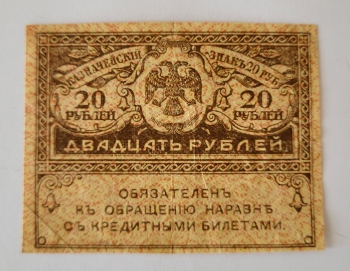 КАЗНАЧЕЙСКІЙ ЗНАКЪ 20 РУБ.
20 РУБЛЕЙ
20 РУБЛЕЙ
ДВАДЦАТЬ РУБЛЕЙ.
ОБЯЗАТЕЛЕНЪ
КЪ ОБРАЩЕНІЮ НАРАВНѢ
СЪ КРЕДИТНЫМИ БИЛЕТАМИ.